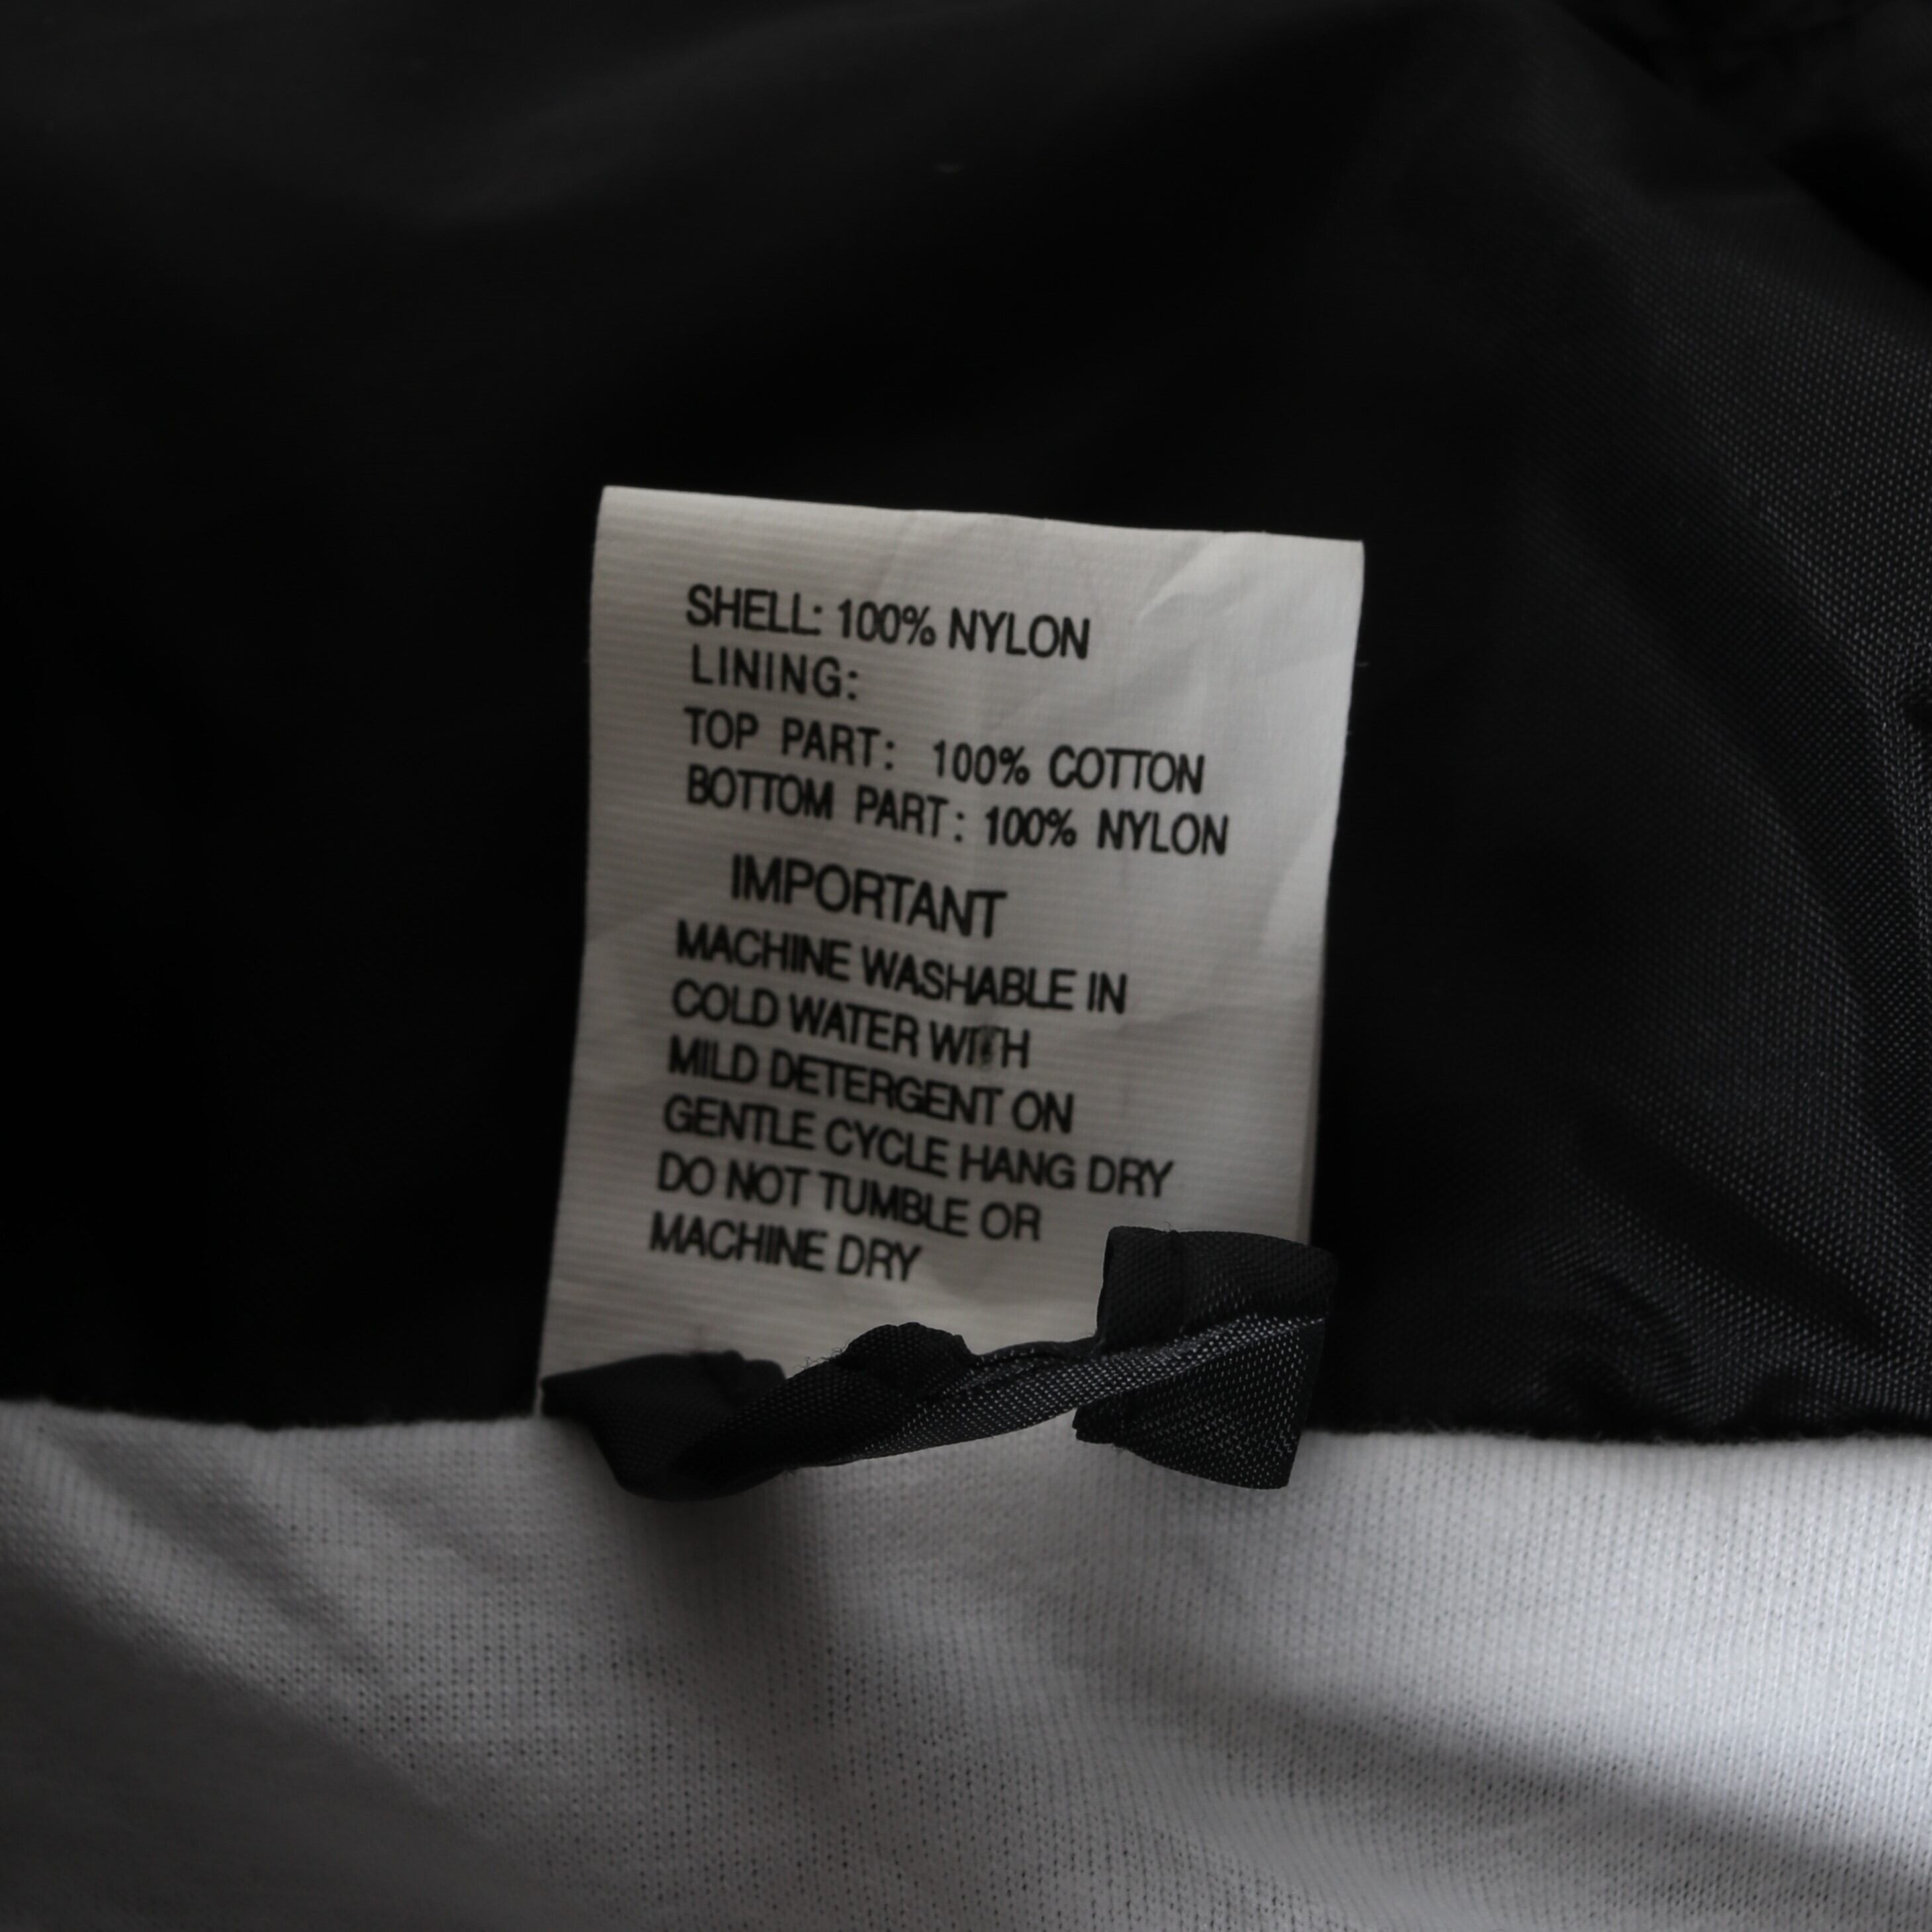 SHELL: 100% NYLON
LINING:
TOP PART: 100% COTTON
BOTTOM PART: 100% NYLON
IMPORTANT
MACHINE WASHABLE IN
COLD WATER WITH
MILD DETERGENT ON
GENTLE CYCLE HANG DRY
DO NOT TUMBLE OR
MACHINE DRY